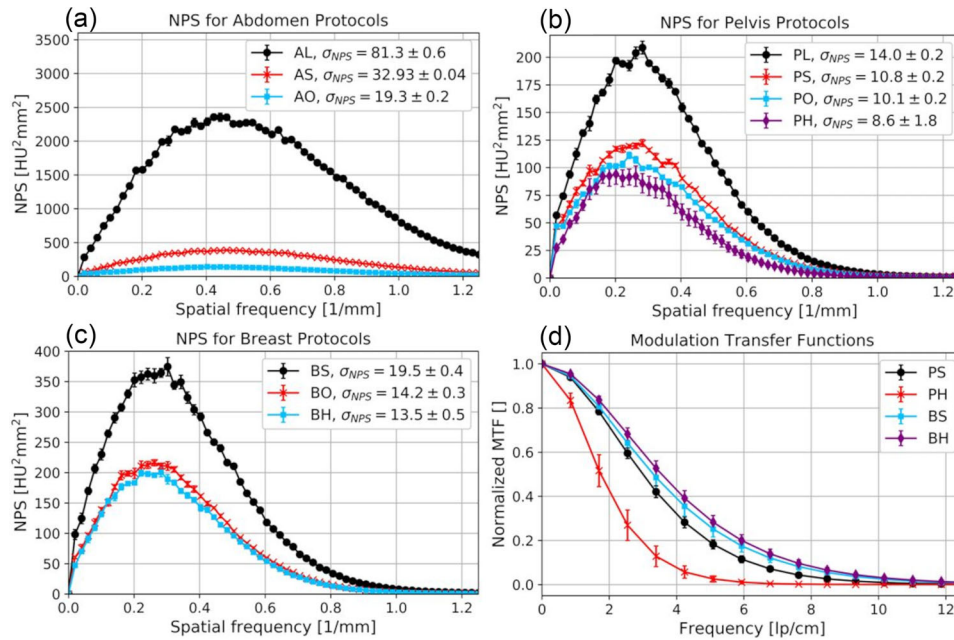 (a)
NPS for Abdomen Protocols
NPS [HU²mm²]
3500
3000
2500
2000
1500
1000
500
0
AL, σNPS = 81.3 ± 0.6
AS, σNPS = 32.93 ± 0.04
AO, σNPS = 19.3 ± 0.2
0.0 0.2 0.4 0.6 0.8 1.0 1.2
Spatial frequency [1/mm]
(b)
NPS for Pelvis Protocols
NPS [HU²mm²]
200
175
150
125
100
75
50
25
0
PL, σNPS = 14.0 ± 0.2
PS, σNPS = 10.8 ± 0.2
PO, σNPS = 10.1 ± 0.2
PH, σNPS = 8.6 ± 1.8
0.0 0.2 0.4 0.6 0.8 1.0 1.2
Spatial frequency [1/mm]
(c)
NPS for Breast Protocols
NPS [HU²mm²]
400
350
300
250
200
150
100
50
0
BS, σNPS = 19.5 ± 0.4
BO, σNPS = 14.2 ± 0.3
BH, σNPS = 13.5 ± 0.5
0.0 0.2 0.4 0.6 0.8 1.0 1.2
Spatial frequency [1/mm]
(d)
Modulation Transfer Functions
Normalized MTF []
1.0
0.8
0.6
0.4
0.2
0.0
PS
PH
BS
BH
0 2 4 6 8 10 12
Frequency [lp/cm]